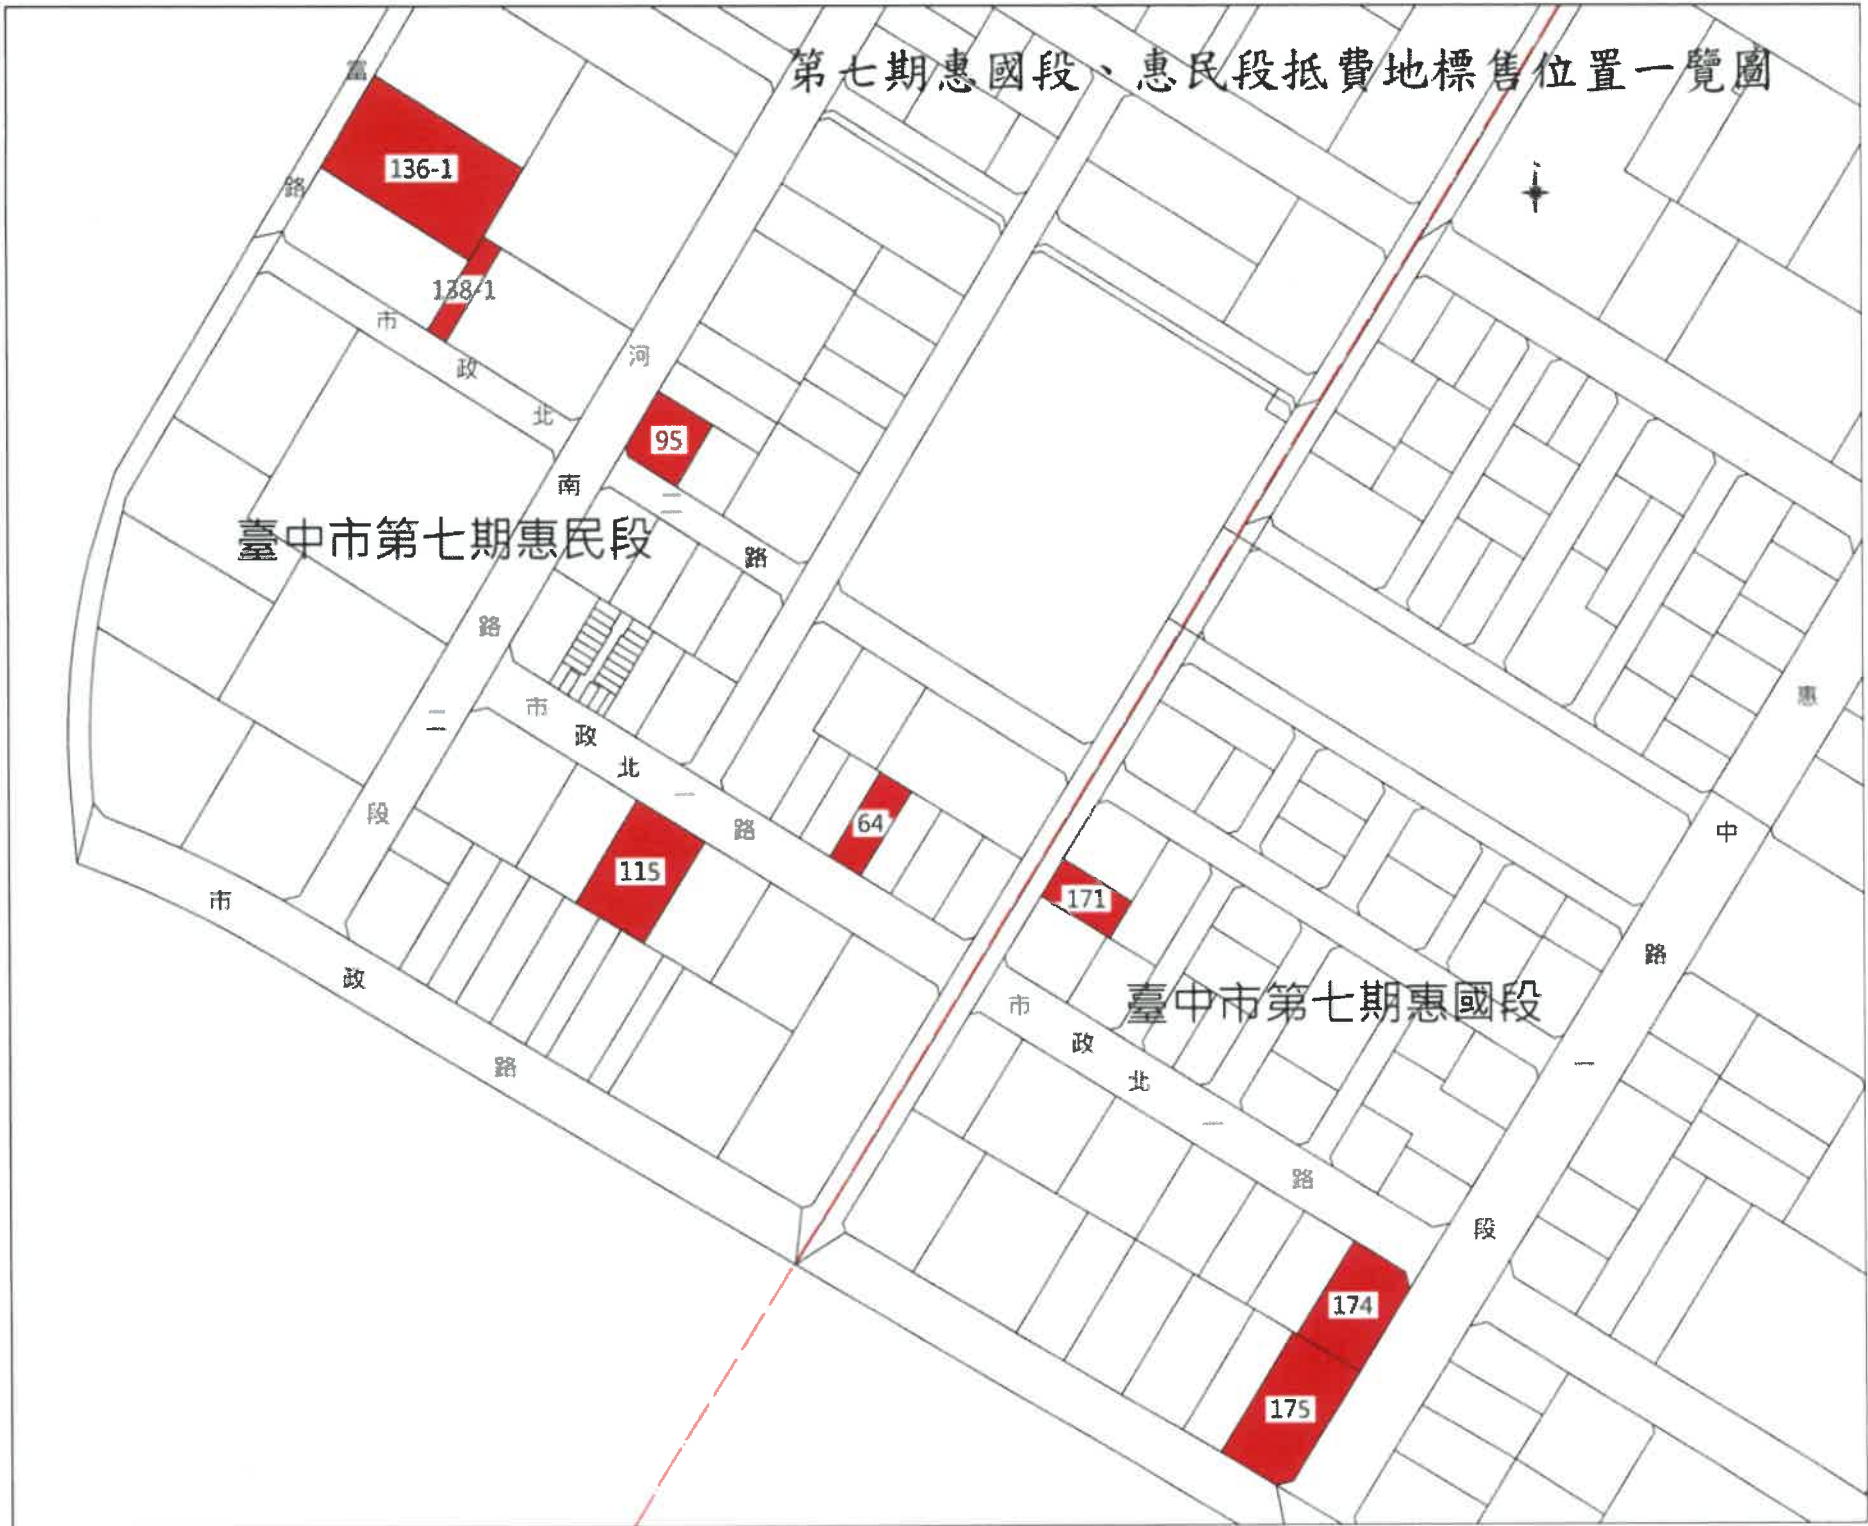 第七期惠國段、惠民段抵費地標售位置一覽圖
富
路
136-1
138-1
市政北二路
河南路二段
95
臺中市第七期惠民段
市政北一路
64
115
171
市政路
臺中市第七期惠國段
市政北一路
惠中路一段
174
175